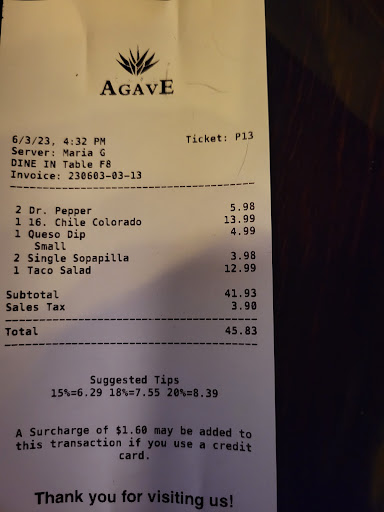 AGAVE
6/3/23, 4:32 PM Ticket: P13
Server: Maria G
DINE IN Table F8
Invoice: 230603-03-13
2 Dr. Pepper 5.98
1 16. Chile Colorado 13.99
1 Queso Dip 4.99
Small
2 Single Sopapilla 3.98
1 Taco Salad 12.99
Subtotal 41.93
Sales Tax 3.90
Total 45.83
Suggested Tips
15%=6.29 18%=7.55 20%=8.39
A Surcharge of $1.60 may be added to
this transaction if you use a credit
card.
Thank you for visiting us!